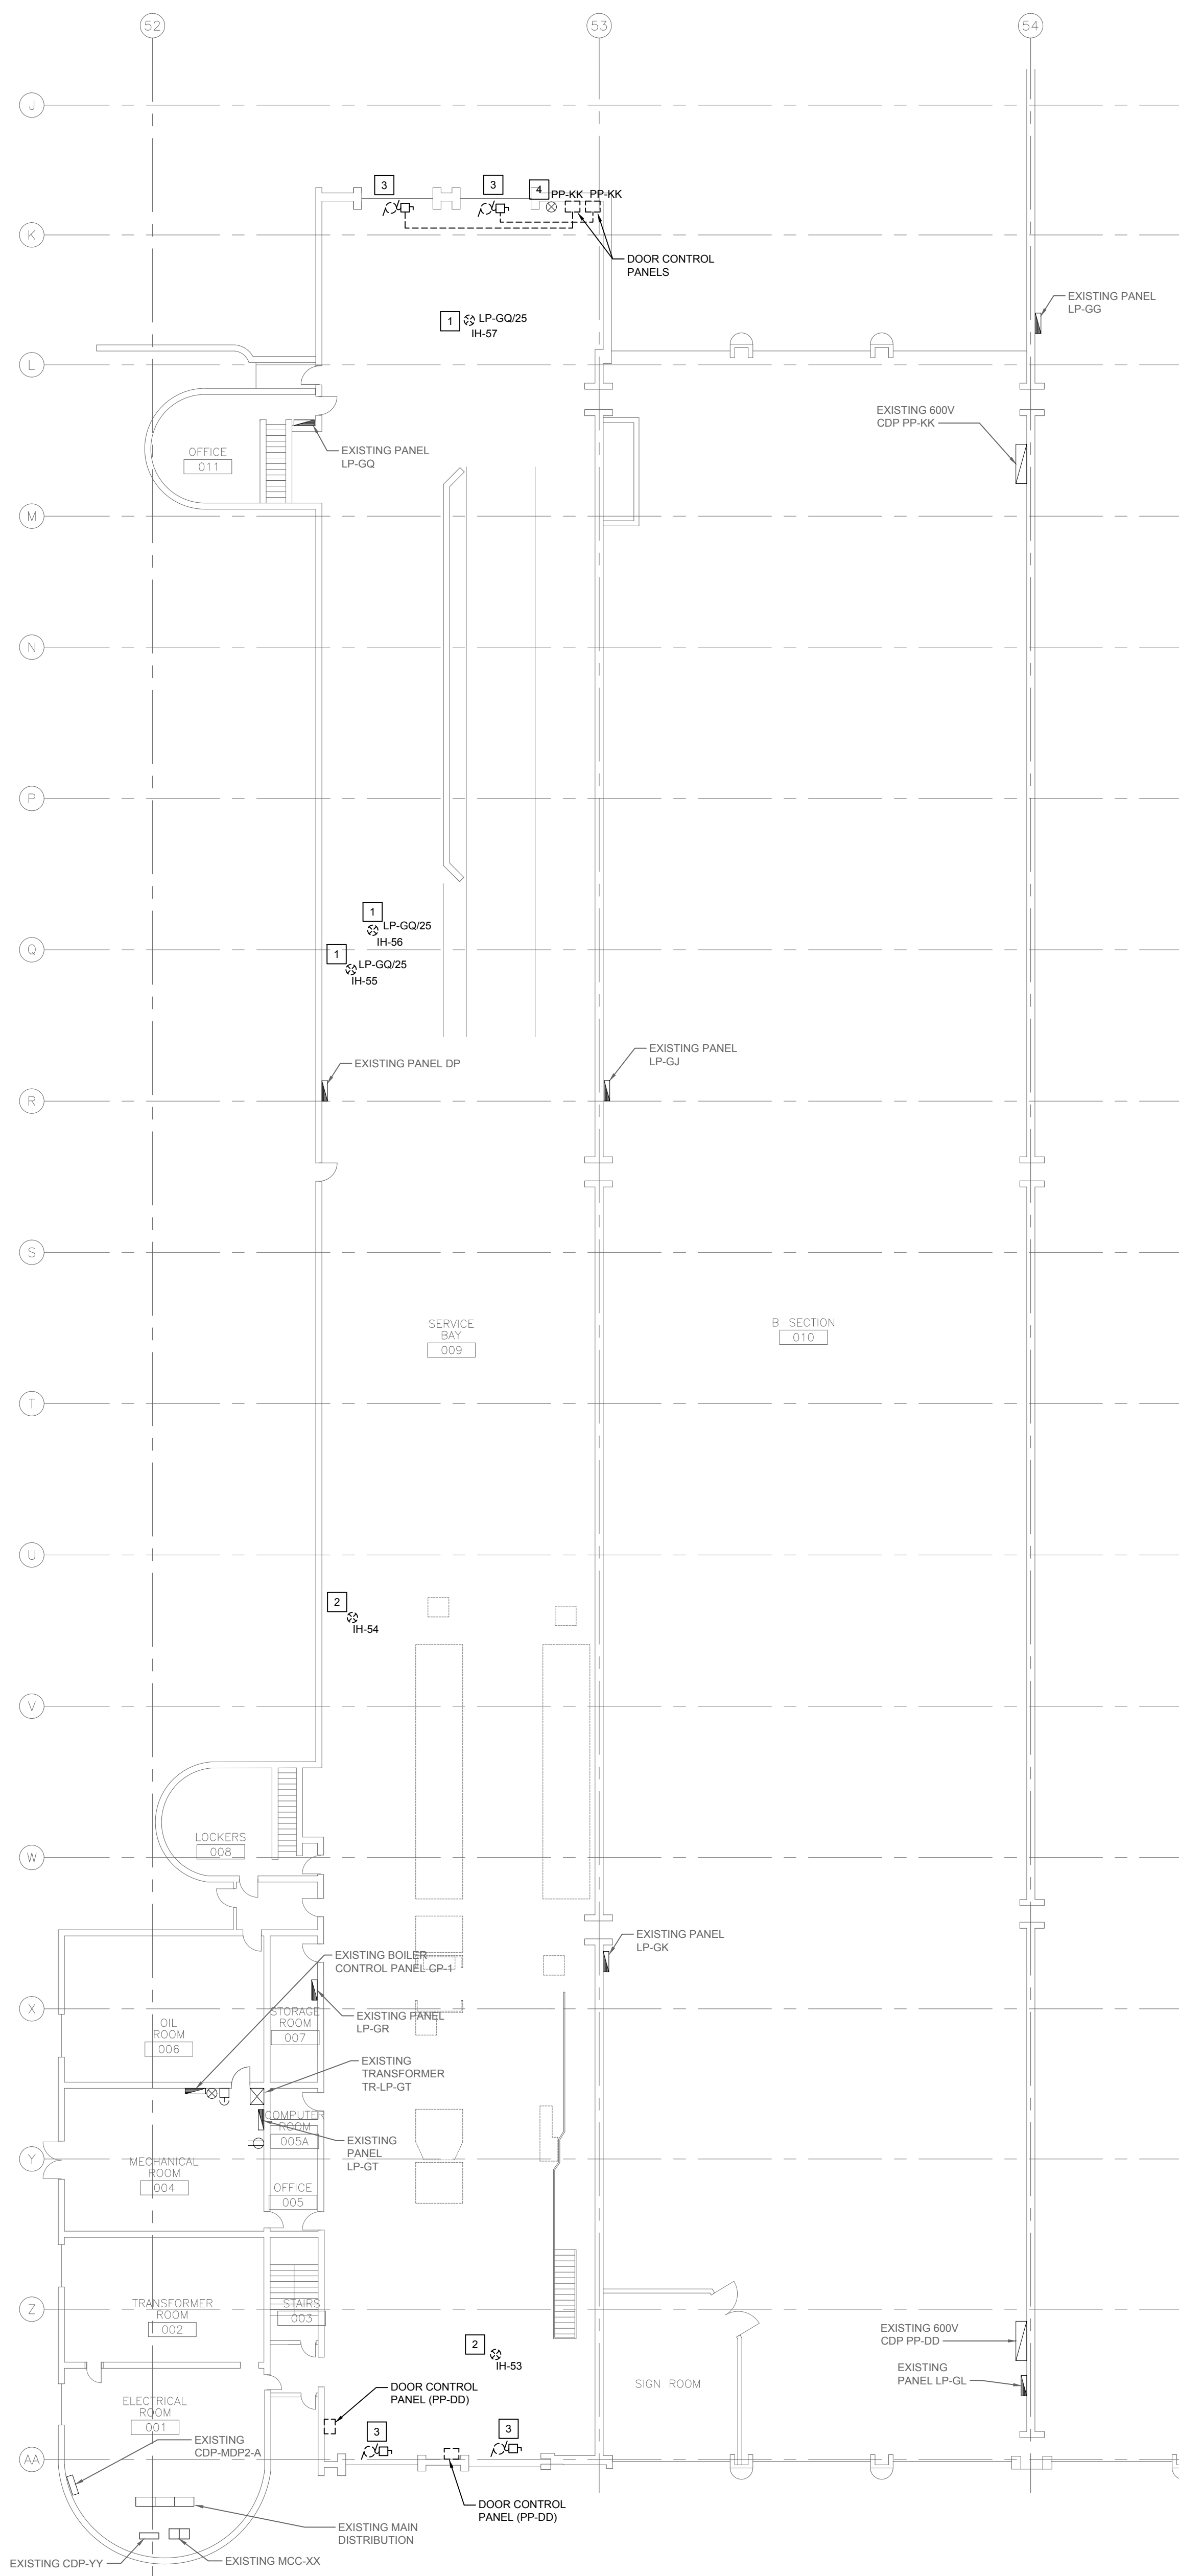 52
53
54
J
3
3
4
PP-KK
PP-KK
K
DOOR CONTROL
PANELS
EXISTING PANEL
LP-GG
1
LP-GQ/25
IH-57
L
EXISTING 600V
CDP PP-KK
EXISTING PANEL
LP-GQ
OFFICE
011
M
N
P
1
LP-GQ/25
IH-56
Q
1
LP-GQ/25
IH-55
EXISTING PANEL
LP-GJ
EXISTING PANEL DP
R
S
SERVICE
BAY
009
B-SECTION
010
T
U
2
IH-54
V
LOCKERS
008
W
EXISTING PANEL
LP-GK
EXISTING BOILER
CONTROL PANEL CP-1
X
STORAGE
ROOM
007
EXISTING PANEL
LP-GR
OIL
ROOM
006
EXISTING
TRANSFORMER
TR-LP-GT
COMPUTER
ROOM
005A
EXISTING
PANEL
LP-GT
Y
MECHANICAL
ROOM
004
OFFICE
005
Z
TRANSFORMER
ROOM
002
STAIRS
003
EXISTING 600V
CDP PP-DD
2
IH-53
EXISTING
PANEL LP-GL
SIGN ROOM
DOOR CONTROL
PANEL (PP-DD)
ELECTRICAL
ROOM
001
3
3
EXISTING
CDP-MDP2-A
AA
DOOR CONTROL
PANEL (PP-DD)
EXISTING MAIN
DISTRIBUTION
EXISTING CDP-YY
EXISTING MCC-XX